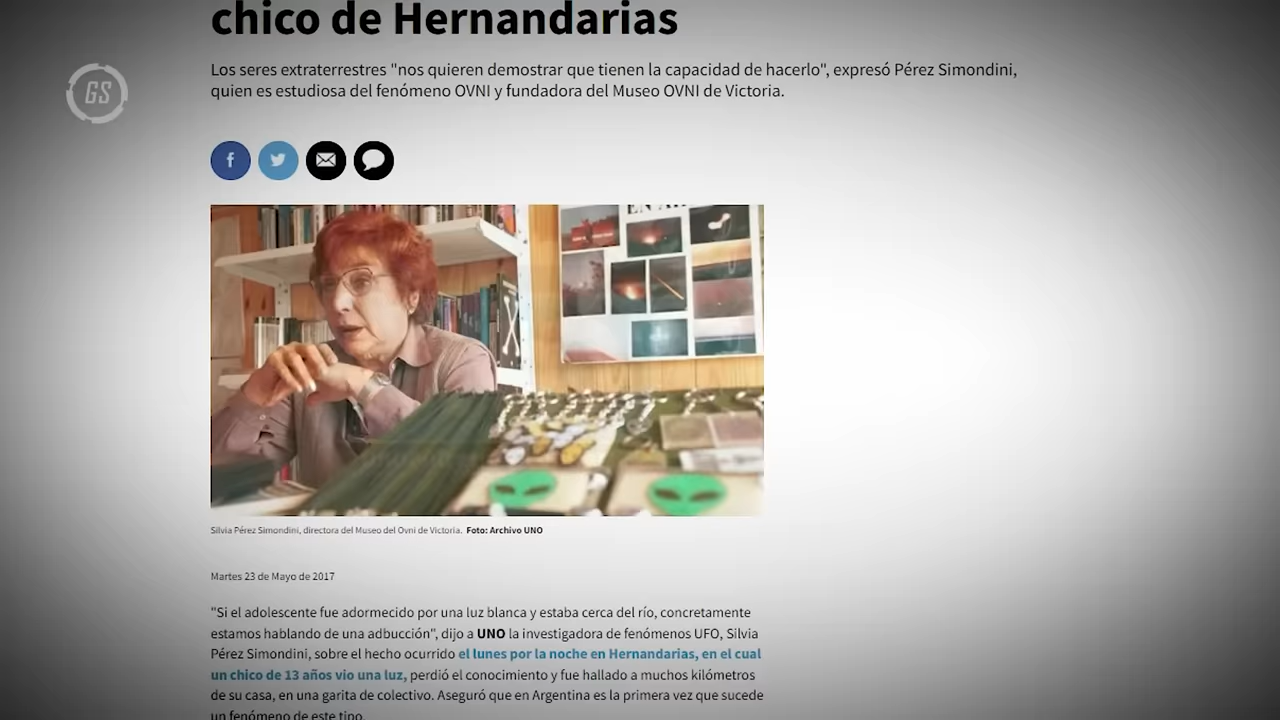 chico de Hernandarias
Los seres extraterrestres "nos quieren demostrar que tienen la capacidad de hacerlo", expresó Pérez Simondini,
quien es estudiosa del fenómeno OVNI y fundadora del Museo OVNI de Victoria.
GS
f
Silvia Pérez Simondini, directora del Museo del Ovni de Victoria. Foto: Archivo UNO
Martes 23 de Mayo de 2017
"Si el adolescente fue adormecido por una luz blanca y estaba cerca del río, concretamente
estamos hablando de una adbucción", dijo a UNO la investigadora de fenómenos UFO, Silvia
Pérez Simondini, sobre el hecho ocurrido el lunes por la noche en Hernandarias, en el cual
un chico de 13 años vio una luz, perdió el conocimiento y fue hallado a muchos kilómetros
de su casa, en una garita de colectivo. Aseguró que en Argentina es la primera vez que sucede
un fenómeno de este tipo.